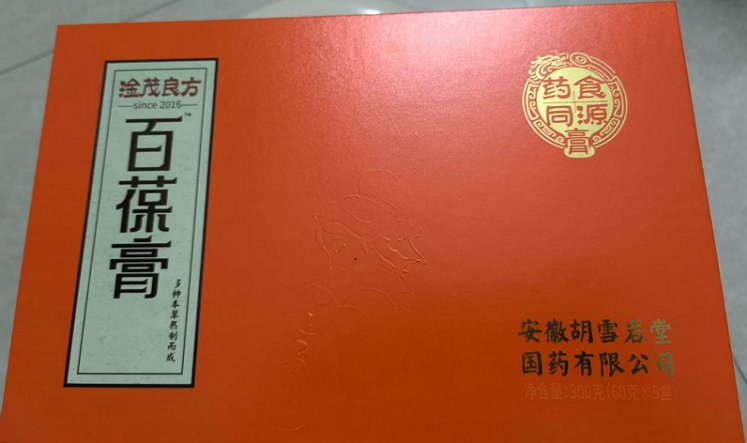 淦茂良方
since 2016
百葆膏™
多种本草熬制而成
药食
同源
膏
安徽胡雪岩堂
国药有限公司
净含量:300克(60克×5盒)